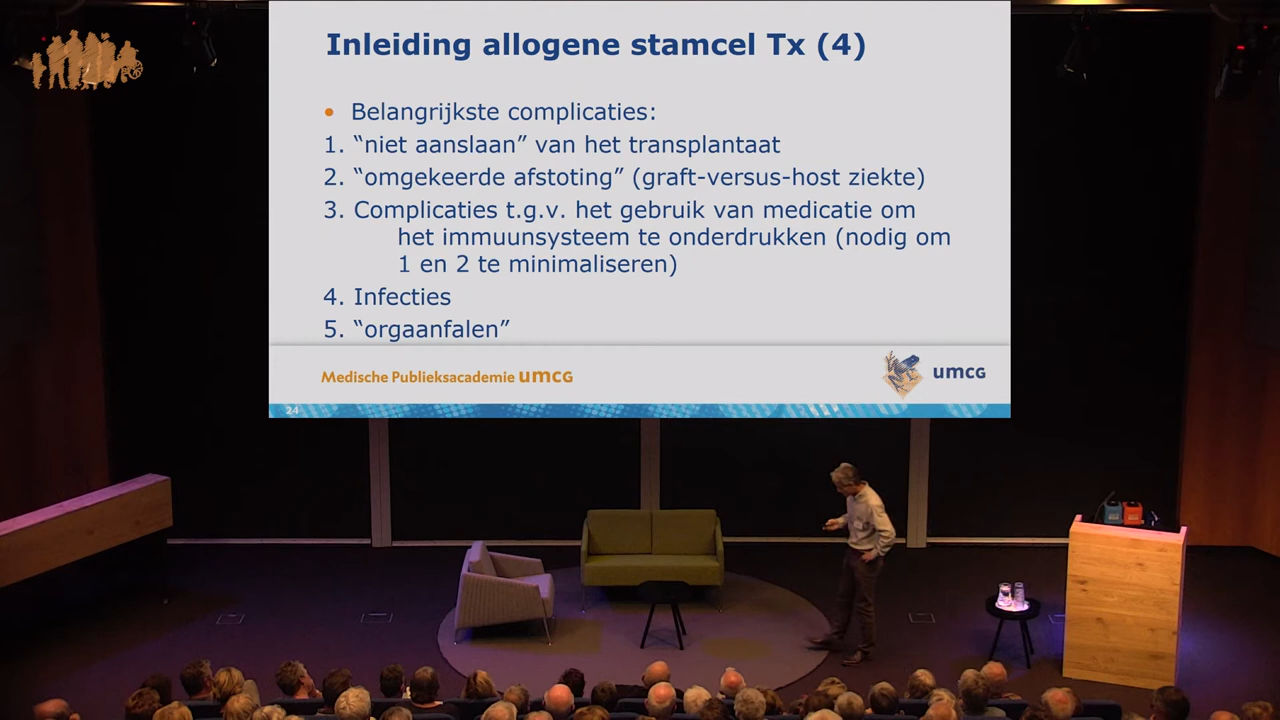 Inleiding allogene stamcel Tx (4)
• Belangrijkste complicaties:
1. “niet aanslaan” van het transplantaat
2. “omgekeerde afstoting” (graft-versus-host ziekte)
3. Complicaties t.g.v. het gebruik van medicatie om
het immuunsysteem te onderdrukken (nodig om
1 en 2 te minimaliseren)
4. Infecties
5. “orgaanfalen”
Medische Publieksacademie umcg
umcg
24